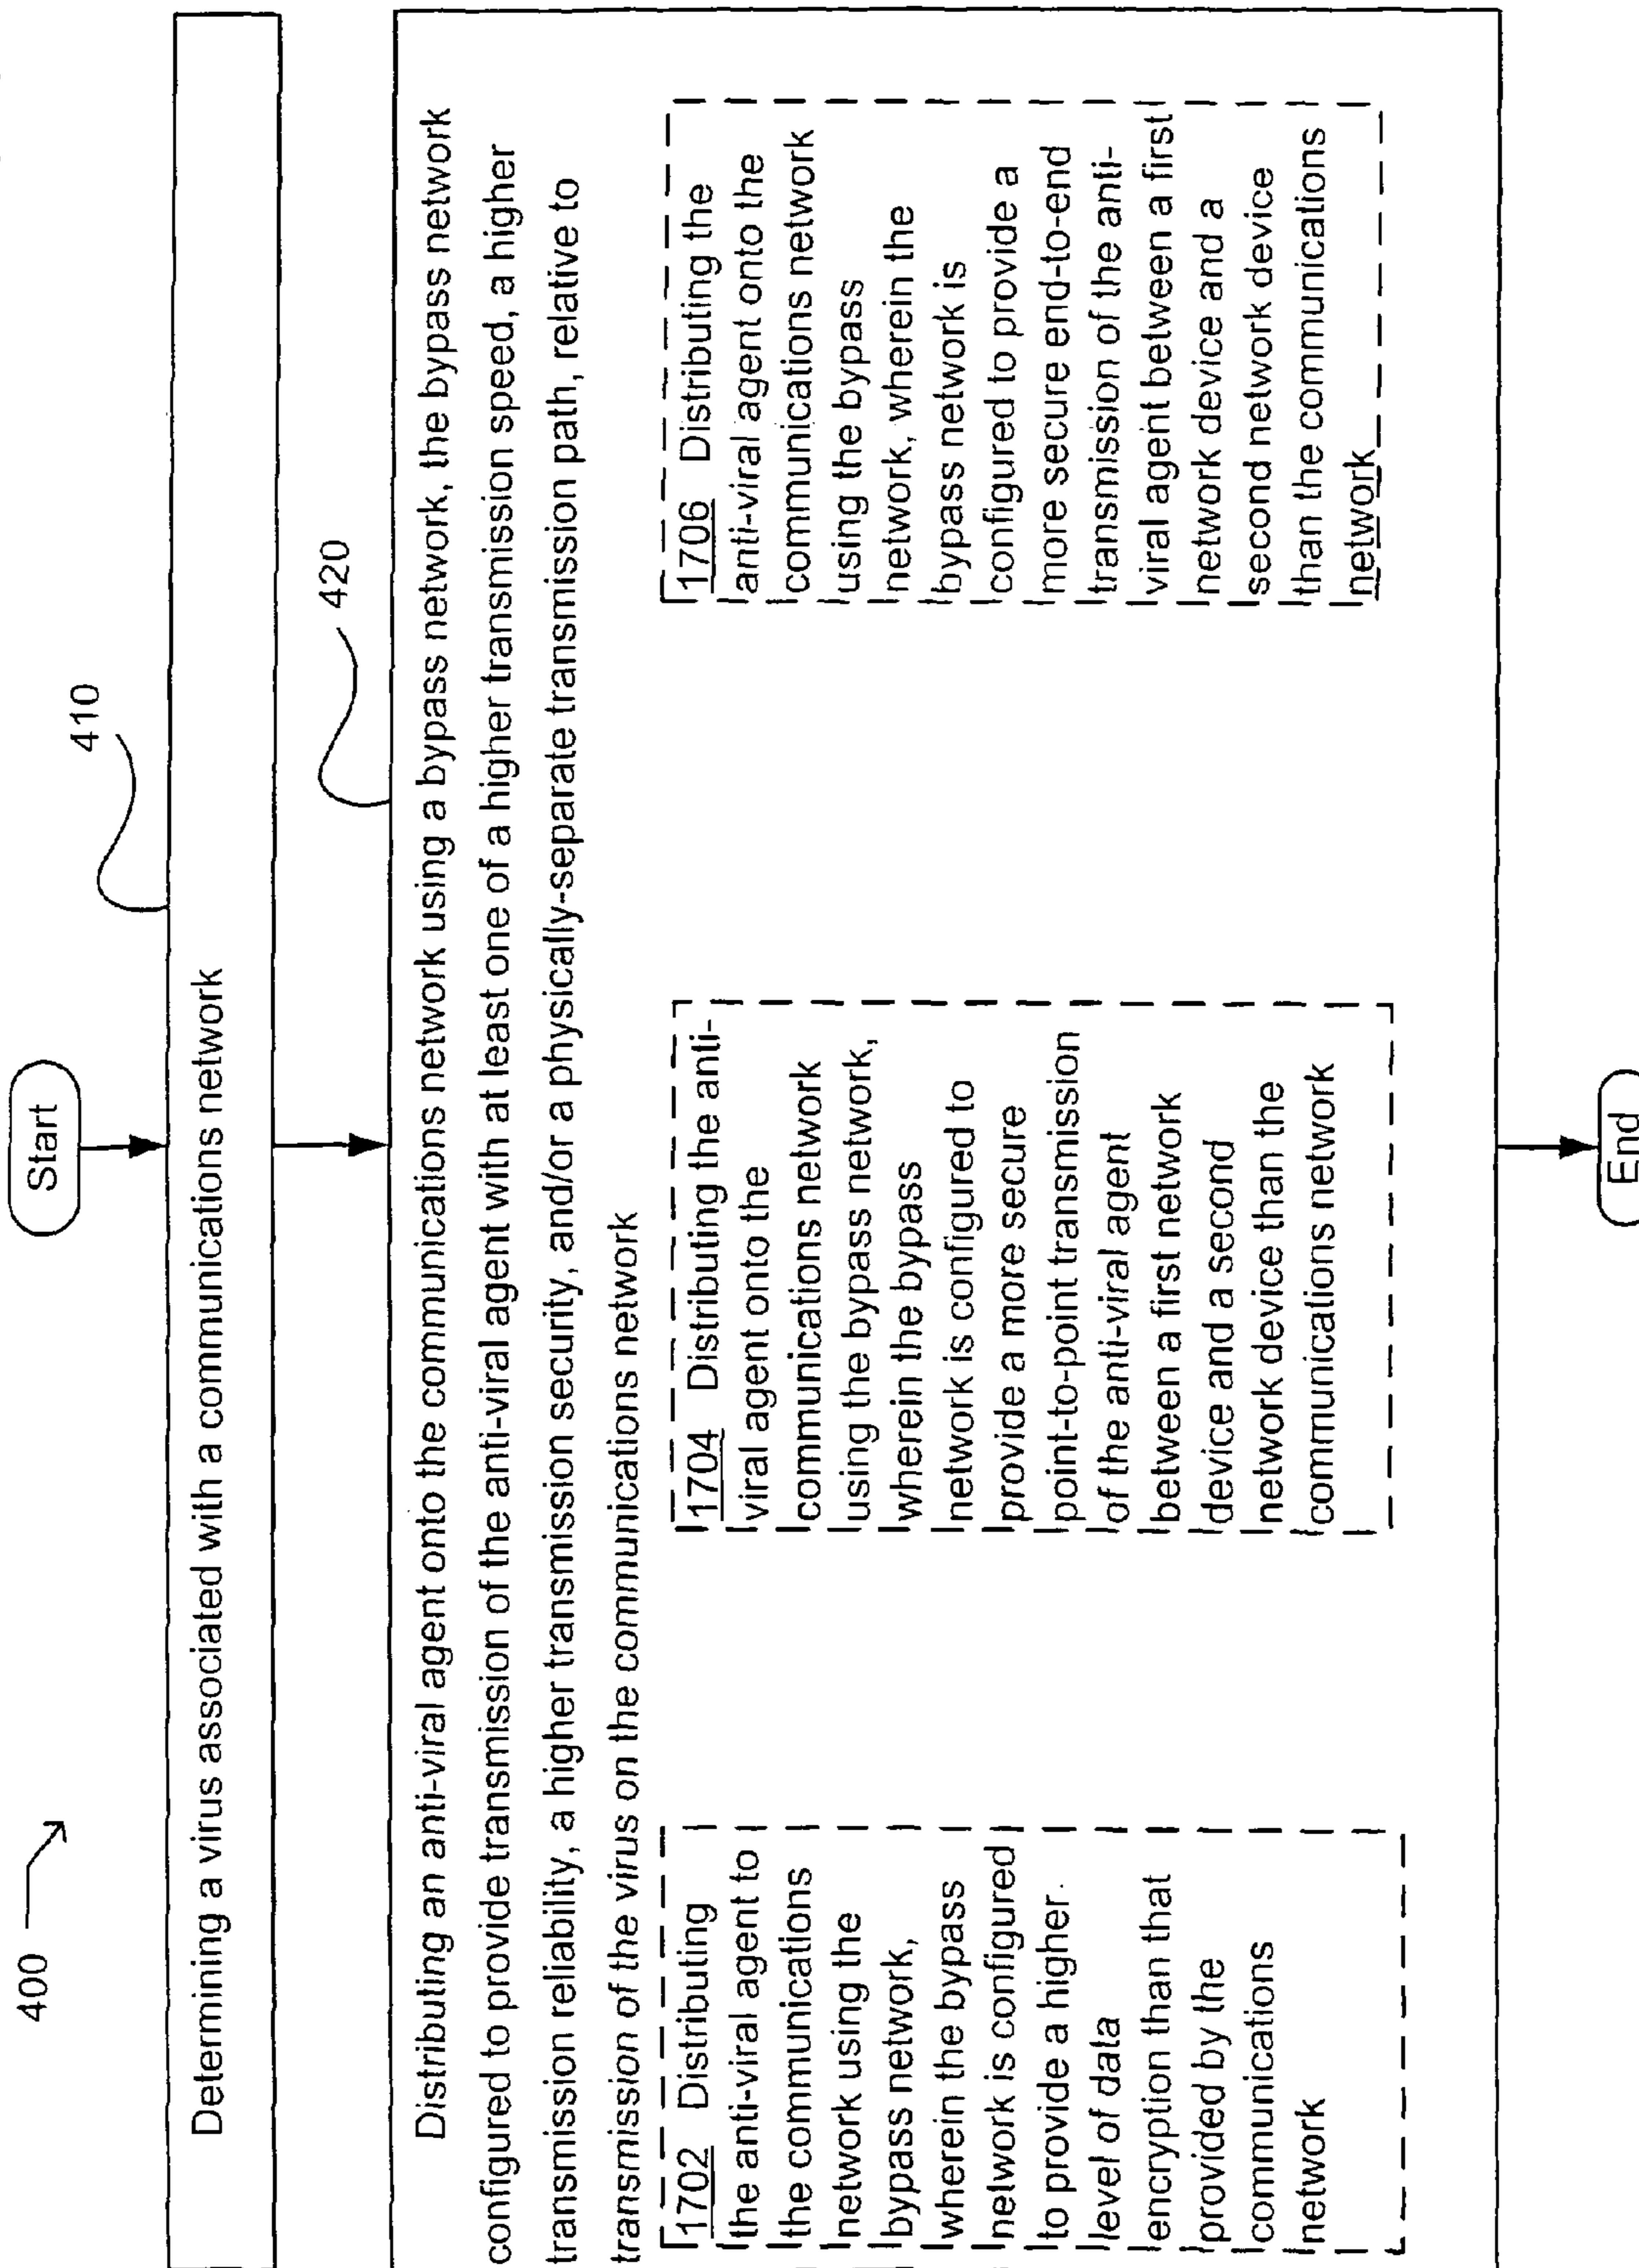 400
Start
410
Determining a virus associated with a communications network
420
Distributing an anti-viral agent onto the communications network using a bypass network, the bypass network
configured to provide transmission of the anti-viral agent with at least one of a higher transmission speed, a higher
transmission reliability, a higher transmission security, and/or a physically-separate transmission path, relative to
transmission of the virus on the communications network
1702 Distributing
the anti-viral agent to
the communications
network using the
bypass network,
wherein the bypass
network is configured
to provide a higher
level of data
encryption than that
provided by the
communications
network
1704 Distributing the anti-
viral agent onto the
communications network
using the bypass network,
wherein the bypass
network is configured to
provide a more secure
point-to-point transmission
of the anti-viral agent
between a first network
device and a second
network device than the
communications network
1706 Distributing the
anti-viral agent onto the
communications network
using the bypass
network, wherein the
bypass network is
configured to provide a
more secure end-to-end
transmission of the anti-
viral agent between a first
network device and a
second network device
than the communications
network
End